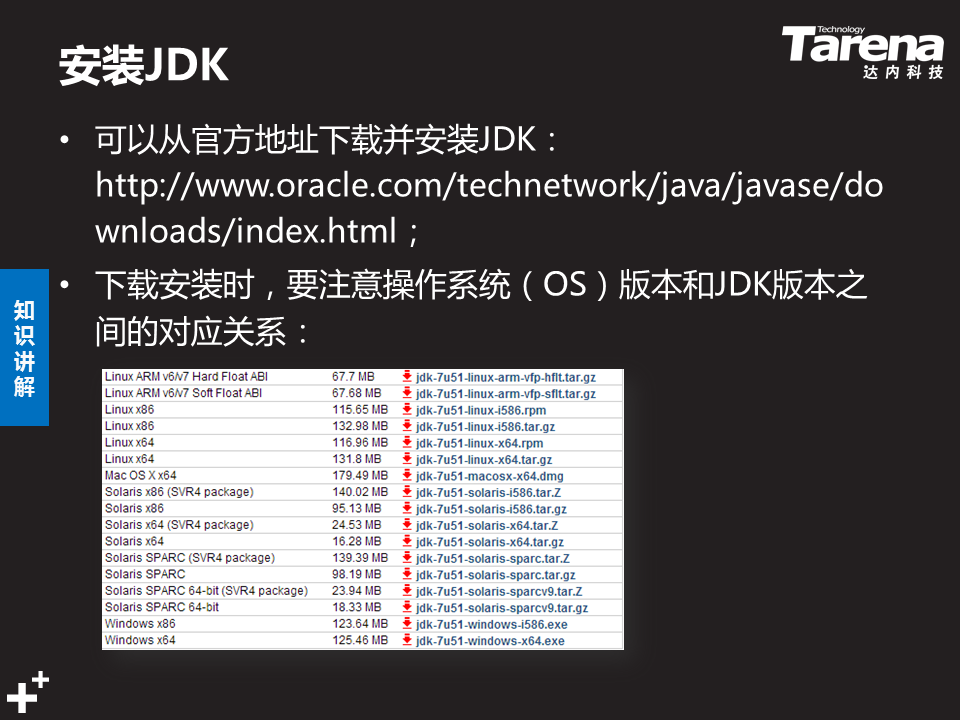 安装JDK
Technology
Tarena
达内科技
• 可以从官方地址下载并安装JDK：
http://www.oracle.com/technetwork/java/javase/do
wnloads/index.html；
• 下载安装时，要注意操作系统（OS）版本和JDK版本之
间的对应关系：
知
识
讲
解
Linux ARM v6/v7 Hard Float ABI 67.7 MB jdk-7u51-linux-arm-vfp-hflt.tar.gz
Linux ARM v6/v7 Soft Float ABI 67.68 MB jdk-7u51-linux-arm-vfp-sflt.tar.gz
Linux x86 115.65 MB jdk-7u51-linux-i586.rpm
Linux x86 132.98 MB jdk-7u51-linux-i586.tar.gz
Linux x64 116.96 MB jdk-7u51-linux-x64.rpm
Linux x64 131.8 MB jdk-7u51-linux-x64.tar.gz
Mac OS X x64 179.49 MB jdk-7u51-macosx-x64.dmg
Solaris x86 (SVR4 package) 140.02 MB jdk-7u51-solaris-i586.tar.Z
Solaris x86 95.13 MB jdk-7u51-solaris-i586.tar.gz
Solaris x64 (SVR4 package) 24.53 MB jdk-7u51-solaris-x64.tar.Z
Solaris x64 16.28 MB jdk-7u51-solaris-x64.tar.gz
Solaris SPARC (SVR4 package) 139.39 MB jdk-7u51-solaris-sparc.tar.Z
Solaris SPARC 98.19 MB jdk-7u51-solaris-sparc.tar.gz
Solaris SPARC 64-bit (SVR4 package) 23.94 MB jdk-7u51-solaris-sparcv9.tar.Z
Solaris SPARC 64-bit 18.33 MB jdk-7u51-solaris-sparcv9.tar.gz
Windows x86 123.64 MB jdk-7u51-windows-i586.exe
Windows x64 125.46 MB jdk-7u51-windows-x64.exe